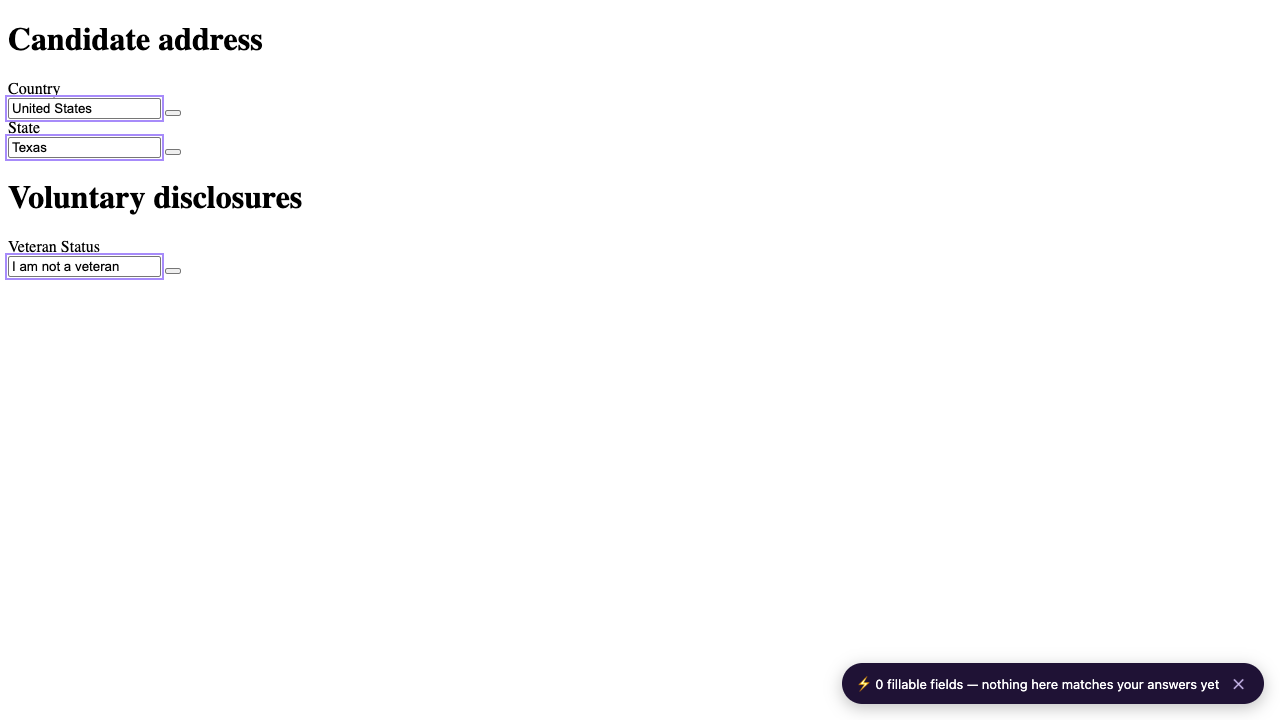 Candidate address
Country
United States
State
Texas
Voluntary disclosures
Veteran Status
I am not a veteran
⚡ 0 fillable fields — nothing here matches your answers yet ✕